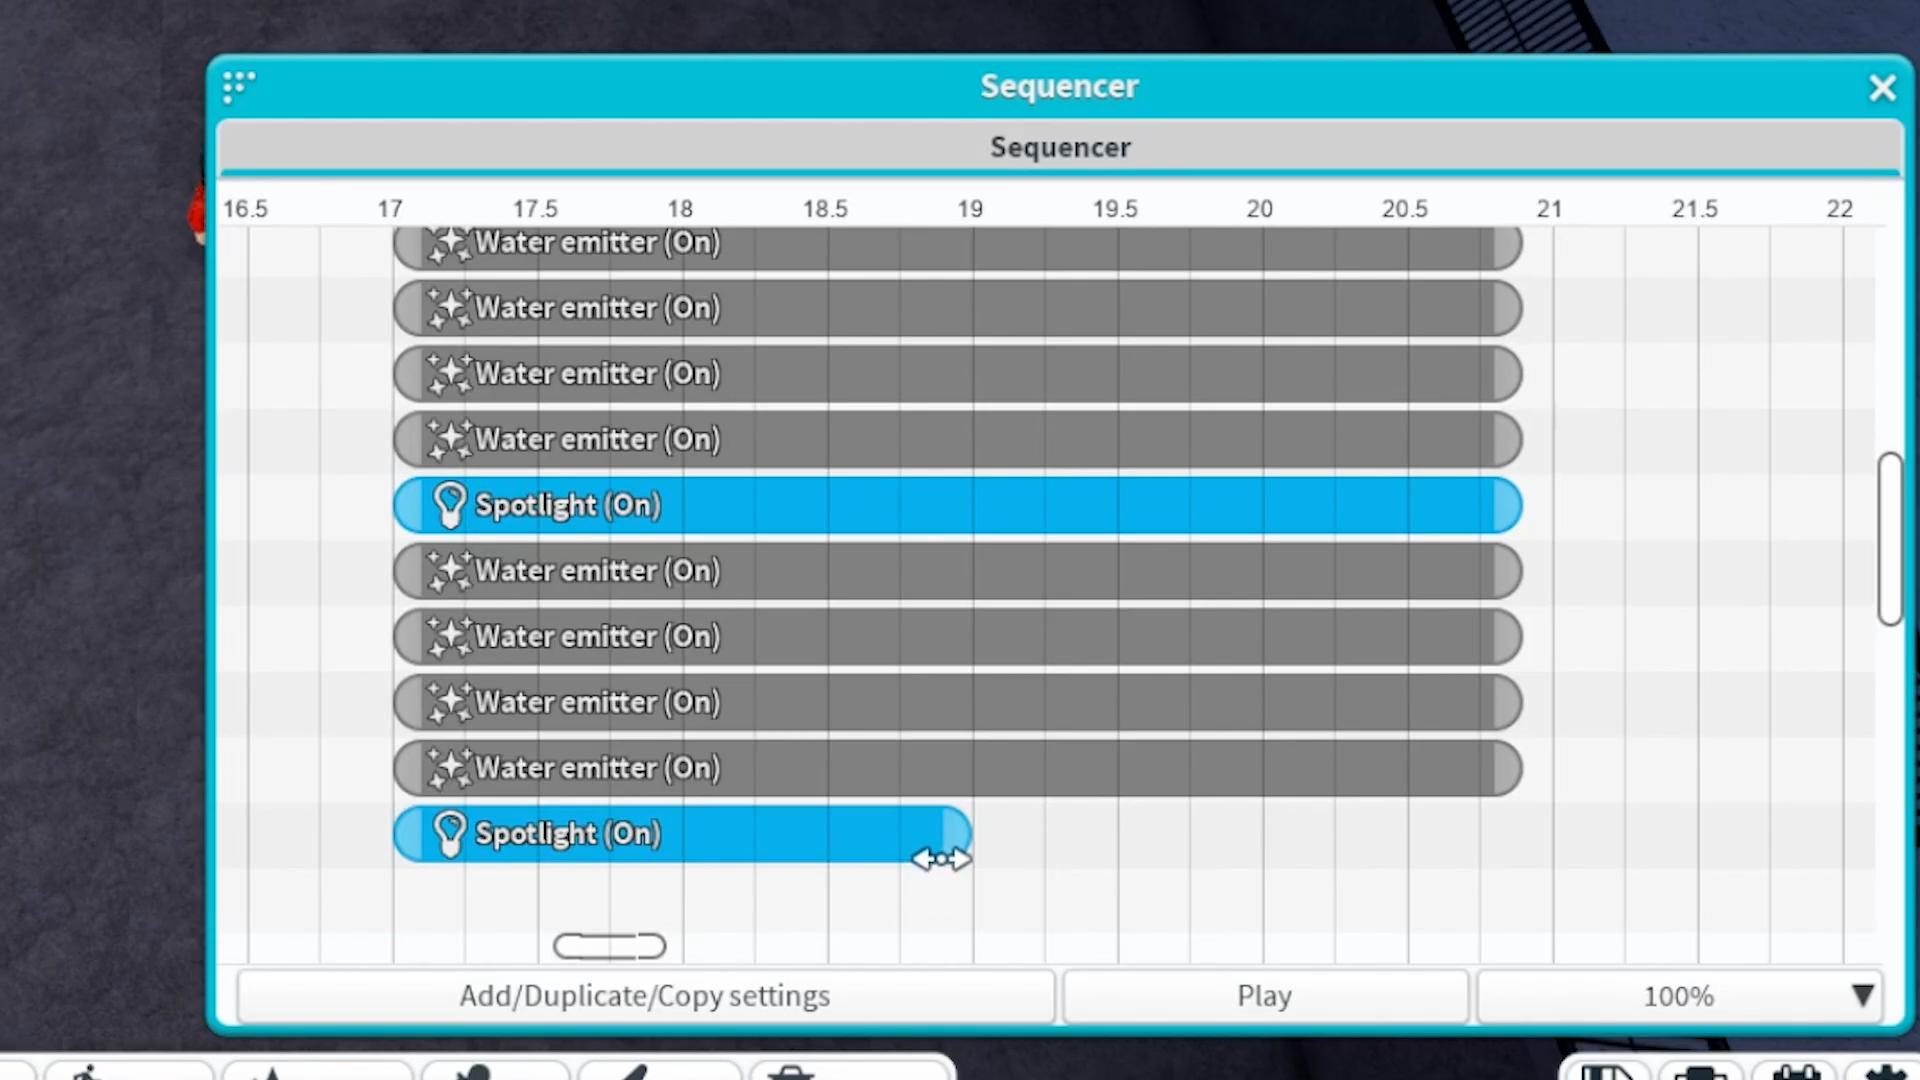 Sequencer
Sequencer
16.5 17 17.5 18 18.5 19 19.5 20 20.5 21 21.5 22
Water emitter (On)
Water emitter (On)
Water emitter (On)
Water emitter (On)
Spotlight (On)
Water emitter (On)
Water emitter (On)
Water emitter (On)
Water emitter (On)
Spotlight (On)
Add/Duplicate/Copy settings Play 100%